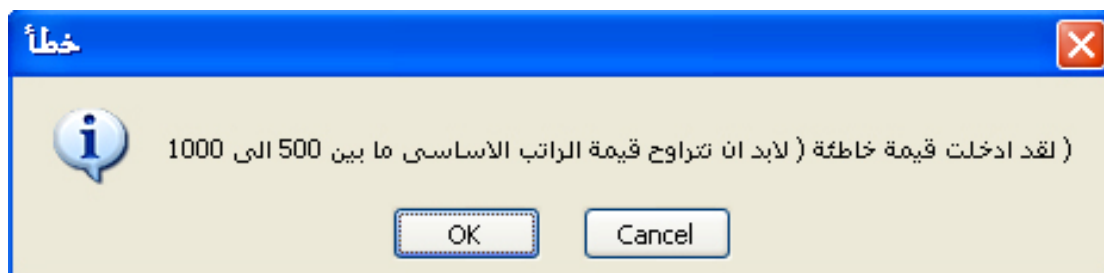 خطأ
لقد ادخلت قيمة خاطئة ( لابد ان تتراوح قيمة الراتب الاساسى ما بين 500 الى 1000 )
OK
Cancel